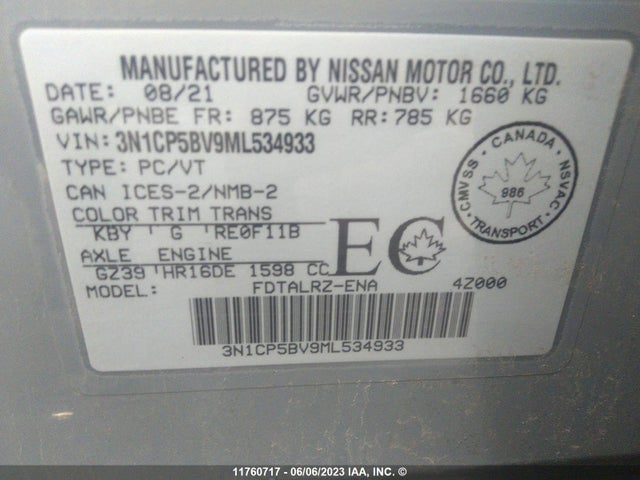 MANUFACTURED BY NISSAN MOTOR CO., LTD.
DATE: 08/21 GVWR/PNBV: 1660 KG
GAWR/PNBE FR: 875 KG RR: 785 KG
VIN: 3N1CP5BV9ML534933
TYPE: PC/VT
CAN ICES-2/NMB-2
COLOR TRIM TRANS
KBY G RE0F11B
AXLE ENGINE
GZ39 HR16DE 1598 CC
MODEL: FDTALRZ-ENA 4Z000
3N1CP5BV9ML534933
EC
CANADA
CMVSS
NSVAC
986
TRANSPORT
11760717 - 06/06/2023 IAA, INC. ©